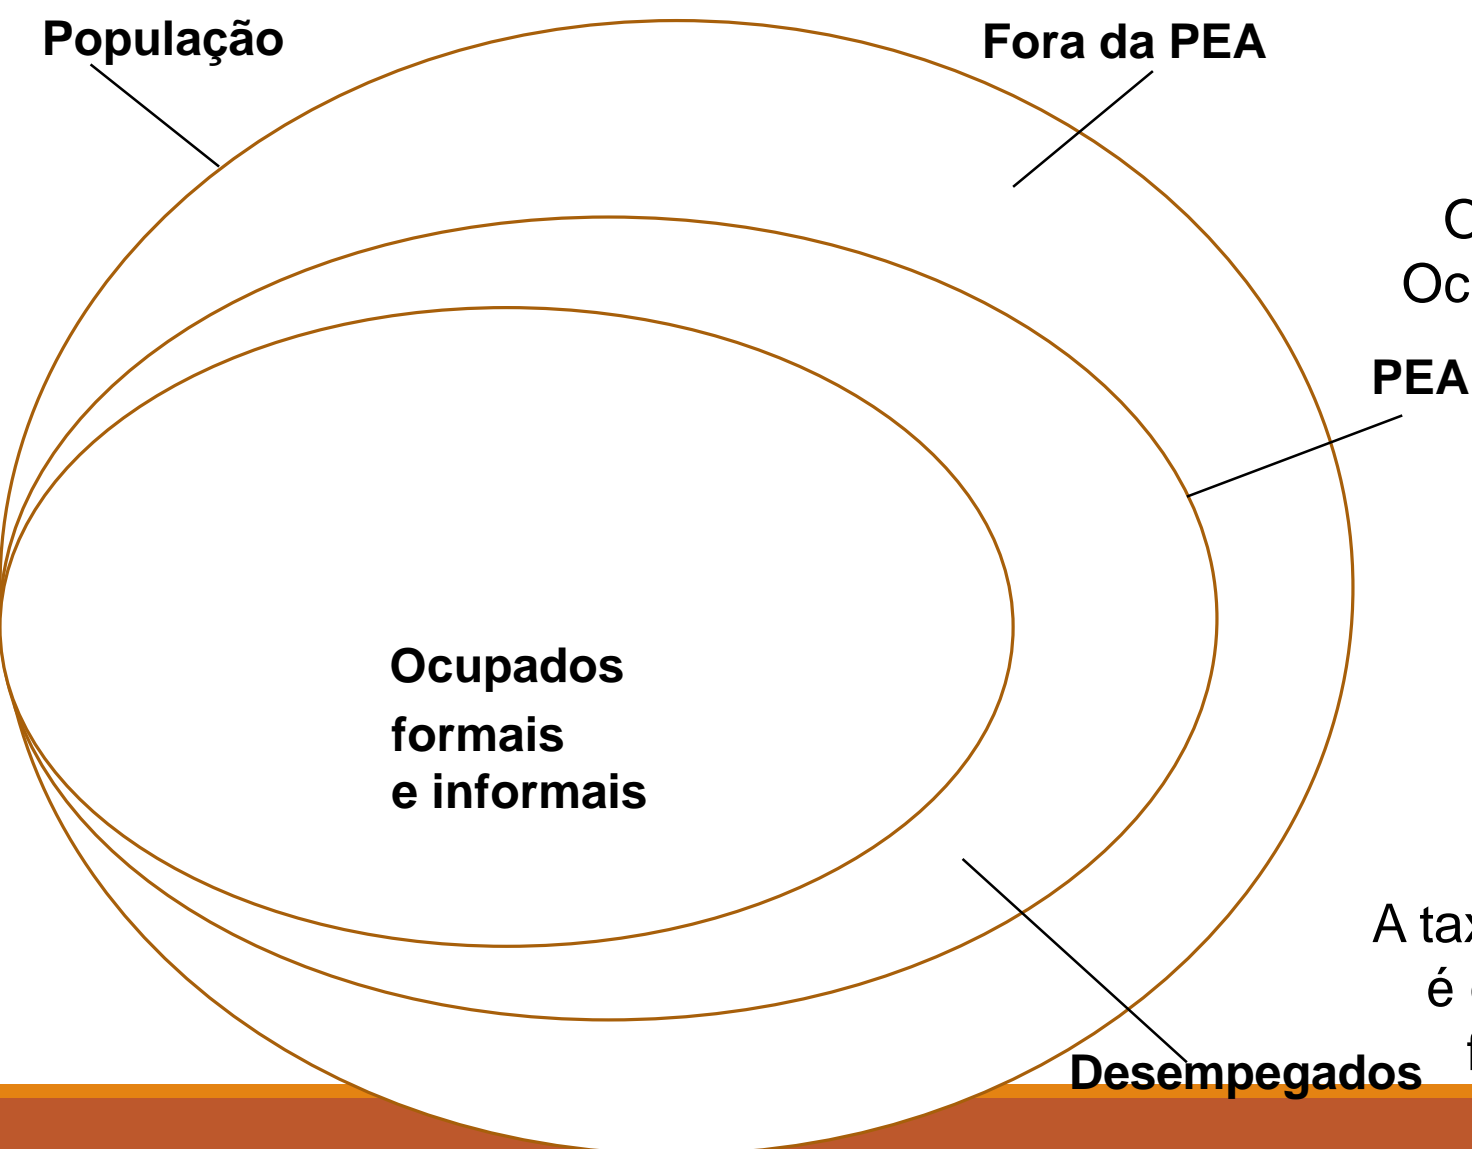 População
Fora da PEA
PEA
Ocupados
formais
e informais
A
é
Desempegados